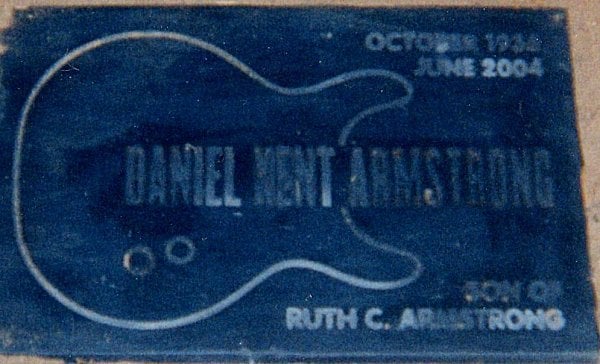 OCTOBER
JUNE 2004
DANIEL KENT ARMSTRONG
SON OF
RUTH C. ARMSTRONG